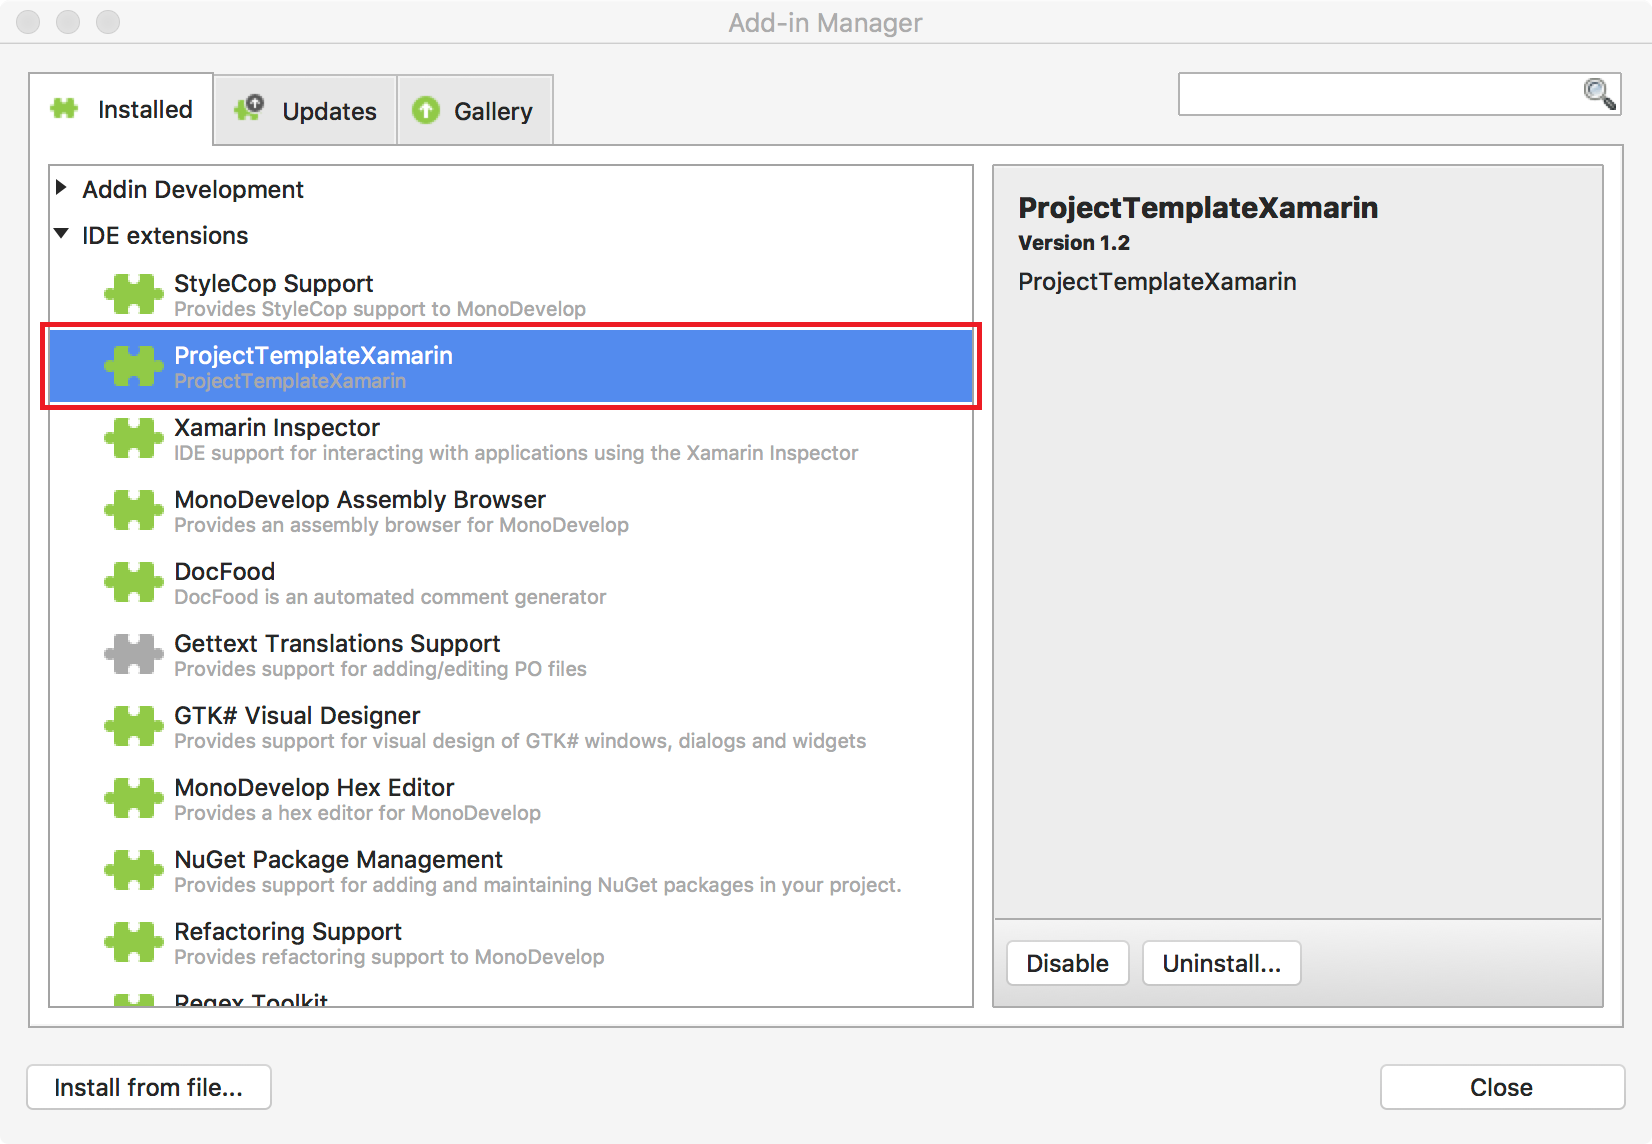 Add-in Manager
Installed
Updates
Gallery
Addin Development
IDE extensions
StyleCop Support
Provides StyleCop support to MonoDevelop
ProjectTemplateXamarin
ProjectTemplateXamarin
Xamarin Inspector
IDE support for interacting with applications using the Xamarin Inspector
MonoDevelop Assembly Browser
Provides an assembly browser for MonoDevelop
DocFood
DocFood is an automated comment generator
Gettext Translations Support
Provides support for adding/editing PO files
GTK# Visual Designer
Provides support for visual design of GTK# windows, dialogs and widgets
MonoDevelop Hex Editor
Provides a hex editor for MonoDevelop
NuGet Package Management
Provides support for adding and maintaining NuGet packages in your project.
Refactoring Support
Provides refactoring support to MonoDevelop
Regex Toolkit
ProjectTemplateXamarin
Version 1.2
ProjectTemplateXamarin
Disable
Uninstall...
Install from file...
Close